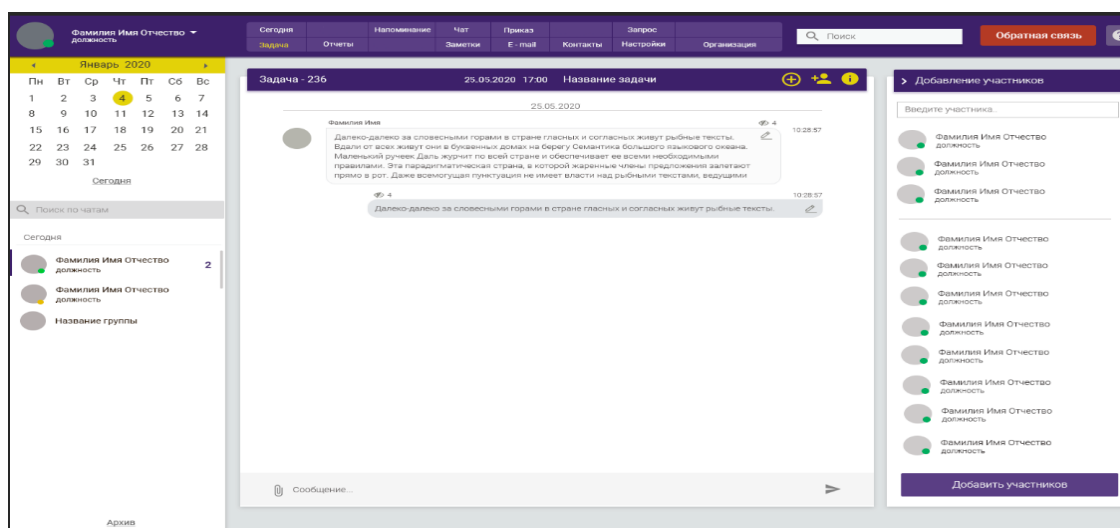 Фамилия Имя Отчество
должность
Сегодня Напоминание Чат Приказ Запрос
Задача Отчеты Заметки E-mail Контакты Настройки Организация
Поиск
Обратная связь
?
Январь 2020
Пн Вт Ср Чт Пт Сб Вс
1 2 3 4 5 6 7
8 9 10 11 12 13 14
15 16 17 18 19 20 21
22 23 24 25 26 27 28
29 30 31
Сегодня
Поиск по чатам
Сегодня
Фамилия Имя Отчество
должность
2
Фамилия Имя Отчество
должность
Название группы
Архив
Задача - 236 25.05.2020 17:00 Название задачи
25.05.2020
Фамилия Имя 4
10:28:57
Далеко-далеко за словесными горами в стране гласных и согласных живут рыбные тексты.
Вдали от всех живут они в буквенных домах на берегу Семантика большого языкового океана.
Маленький ручеек Даль журчит по всей стране и обеспечивает ее всеми необходимыми
правилами. Эта парадигматическая страна, в которой жаренные члены предложения залетают
прямо в рот. Даже всемогущая пунктуация не имеет власти над рыбными текстами, ведущими
4 10:28:57
Далеко-далеко за словесными горами в стране гласных и согласных живут рыбные тексты.
Сообщение...
> Добавление участников
Введите участника..
Фамилия Имя Отчество
должность
Фамилия Имя Отчество
должность
Фамилия Имя Отчество
должность
Фамилия Имя Отчество
должность
Фамилия Имя Отчество
должность
Фамилия Имя Отчество
должность
Фамилия Имя Отчество
должность
Фамилия Имя Отчество
должность
Фамилия Имя Отчество
должность
Фамилия Имя Отчество
должность
Фамилия Имя Отчество
должность
Добавить участников